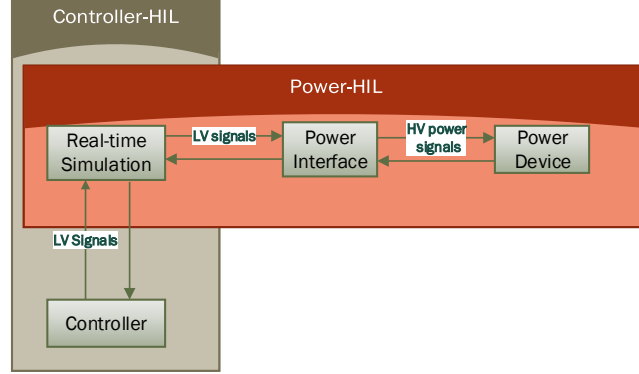 Controller-HIL
Power-HIL
Real-time
Simulation
LV signals
Power
Interface
HV power
signals
Power
Device
LV Signals
Controller